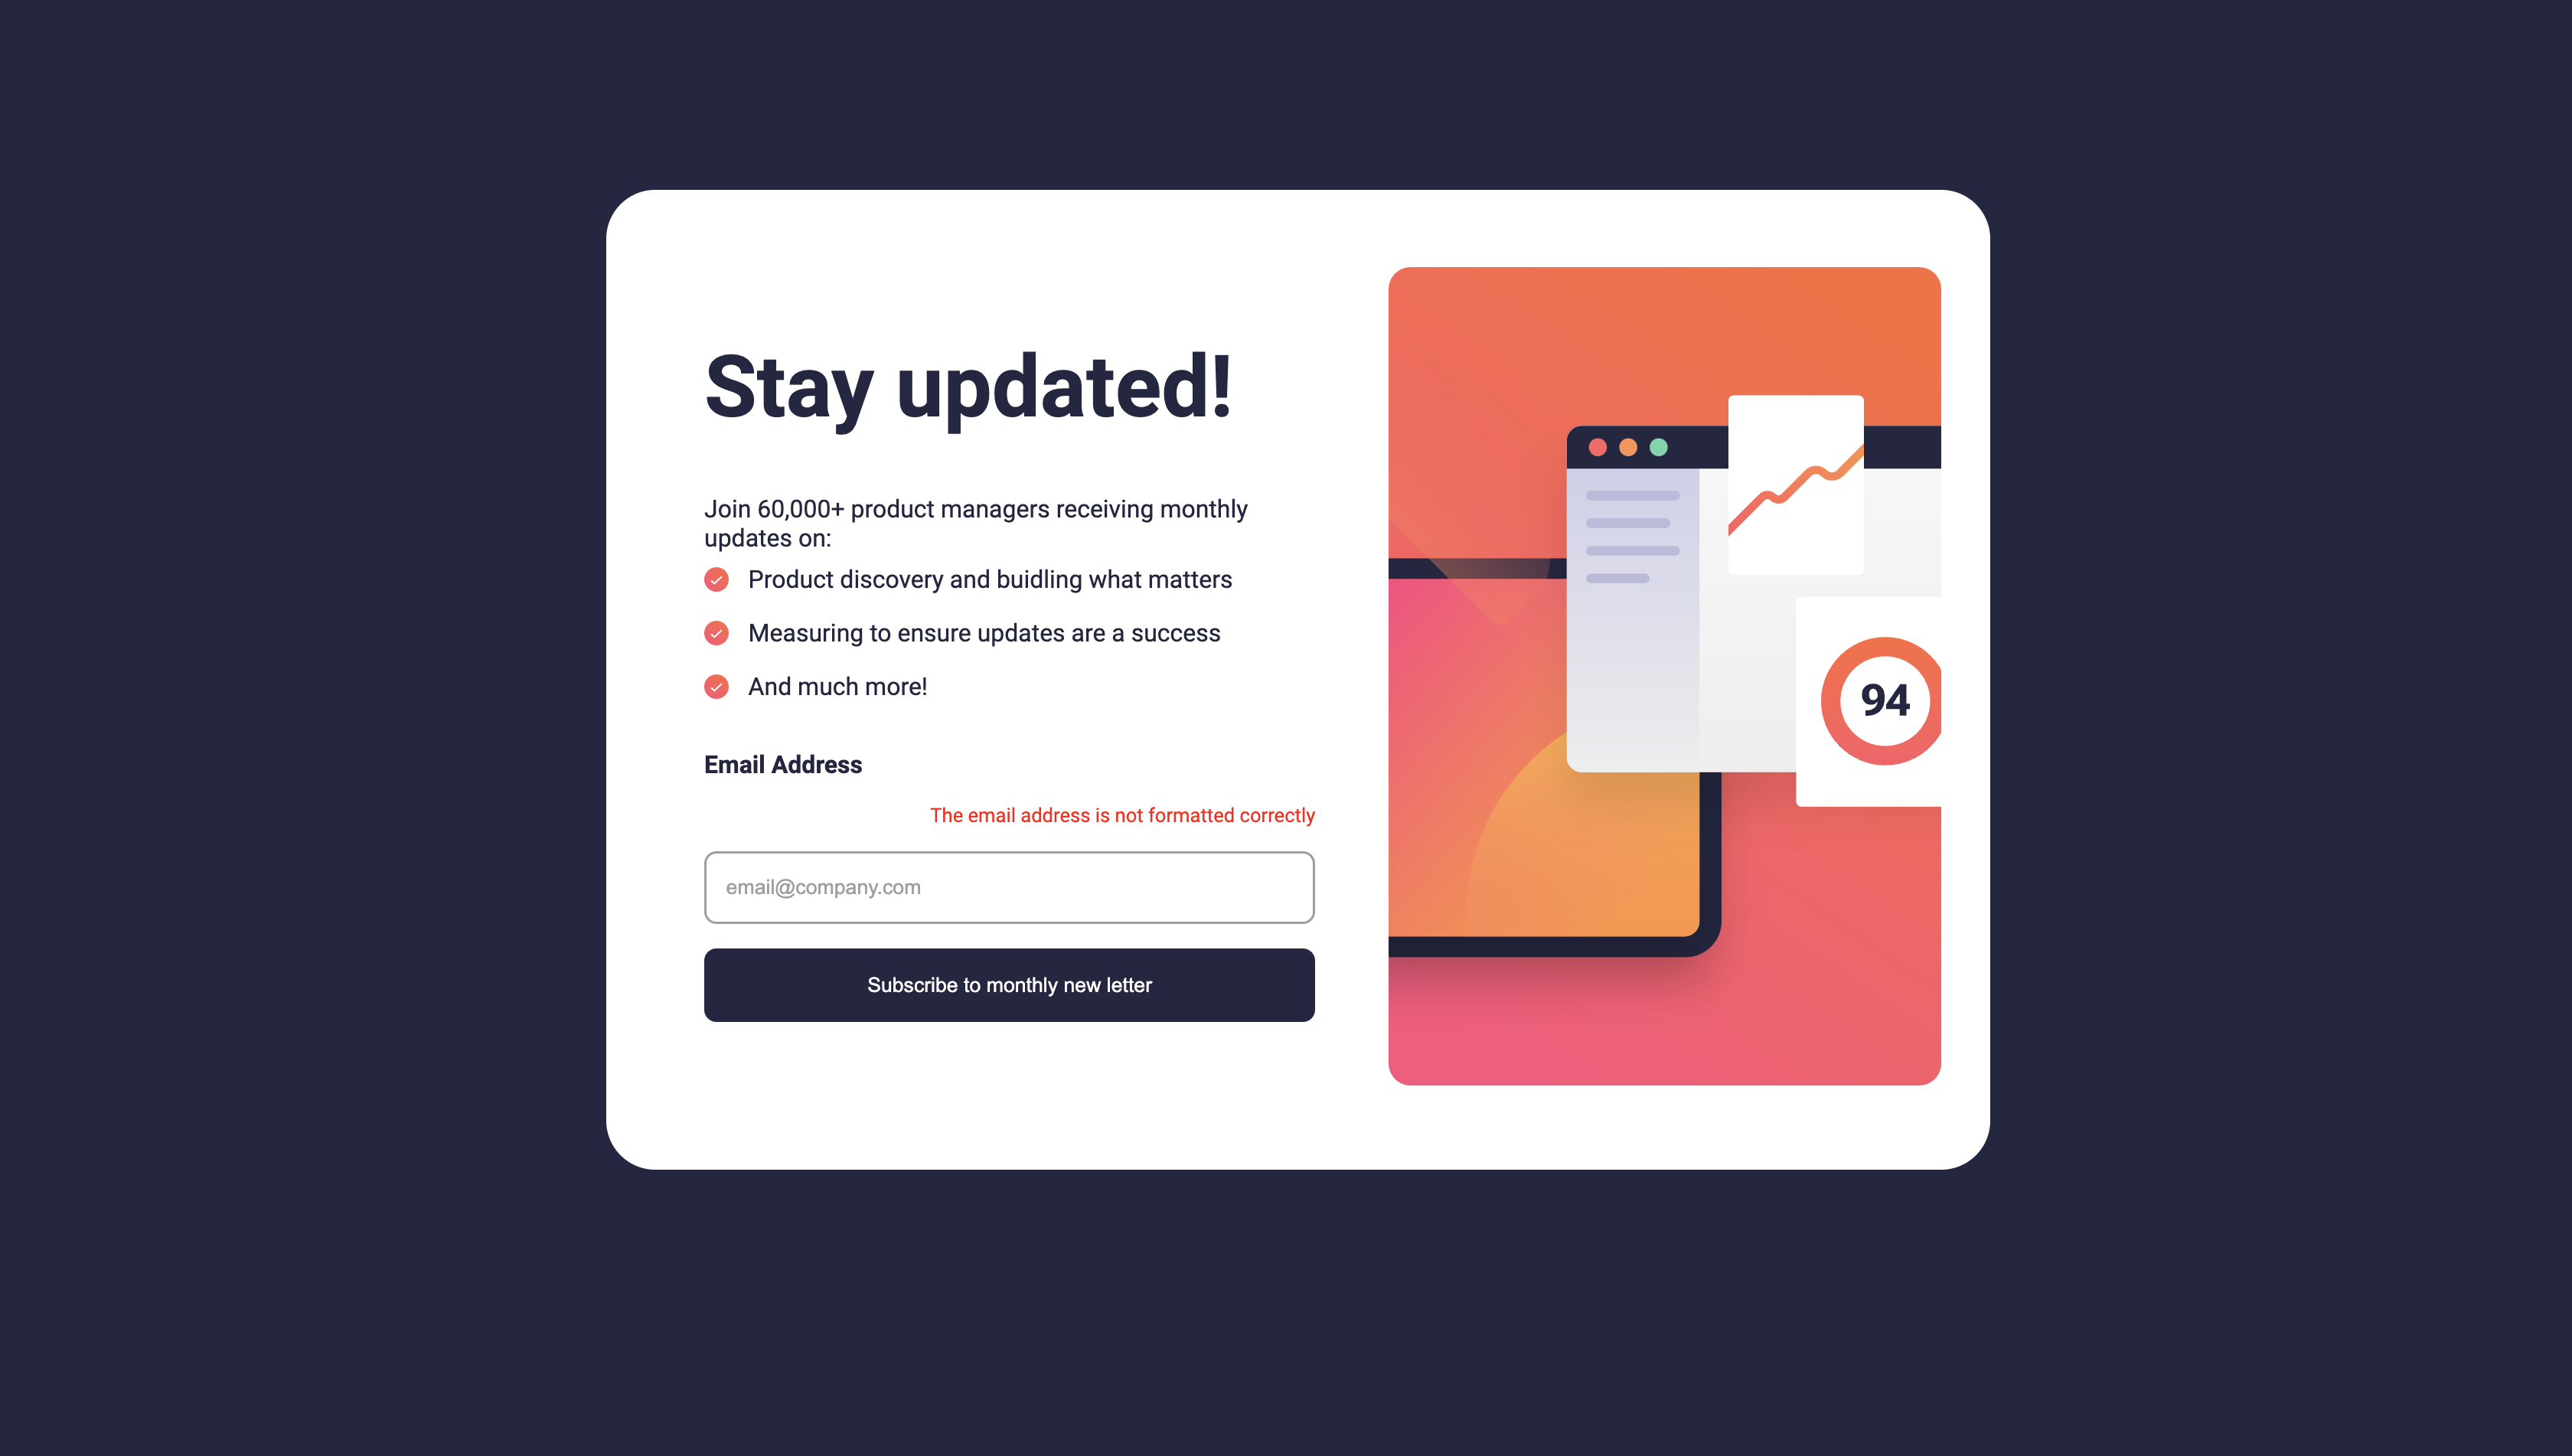 Stay updated!
Join 60,000+ product managers receiving monthly
updates on:
Product discovery and buidling what matters
Measuring to ensure updates are a success
And much more!
Email Address
The email address is not formatted correctly
email@company.com
Subscribe to monthly new letter
94